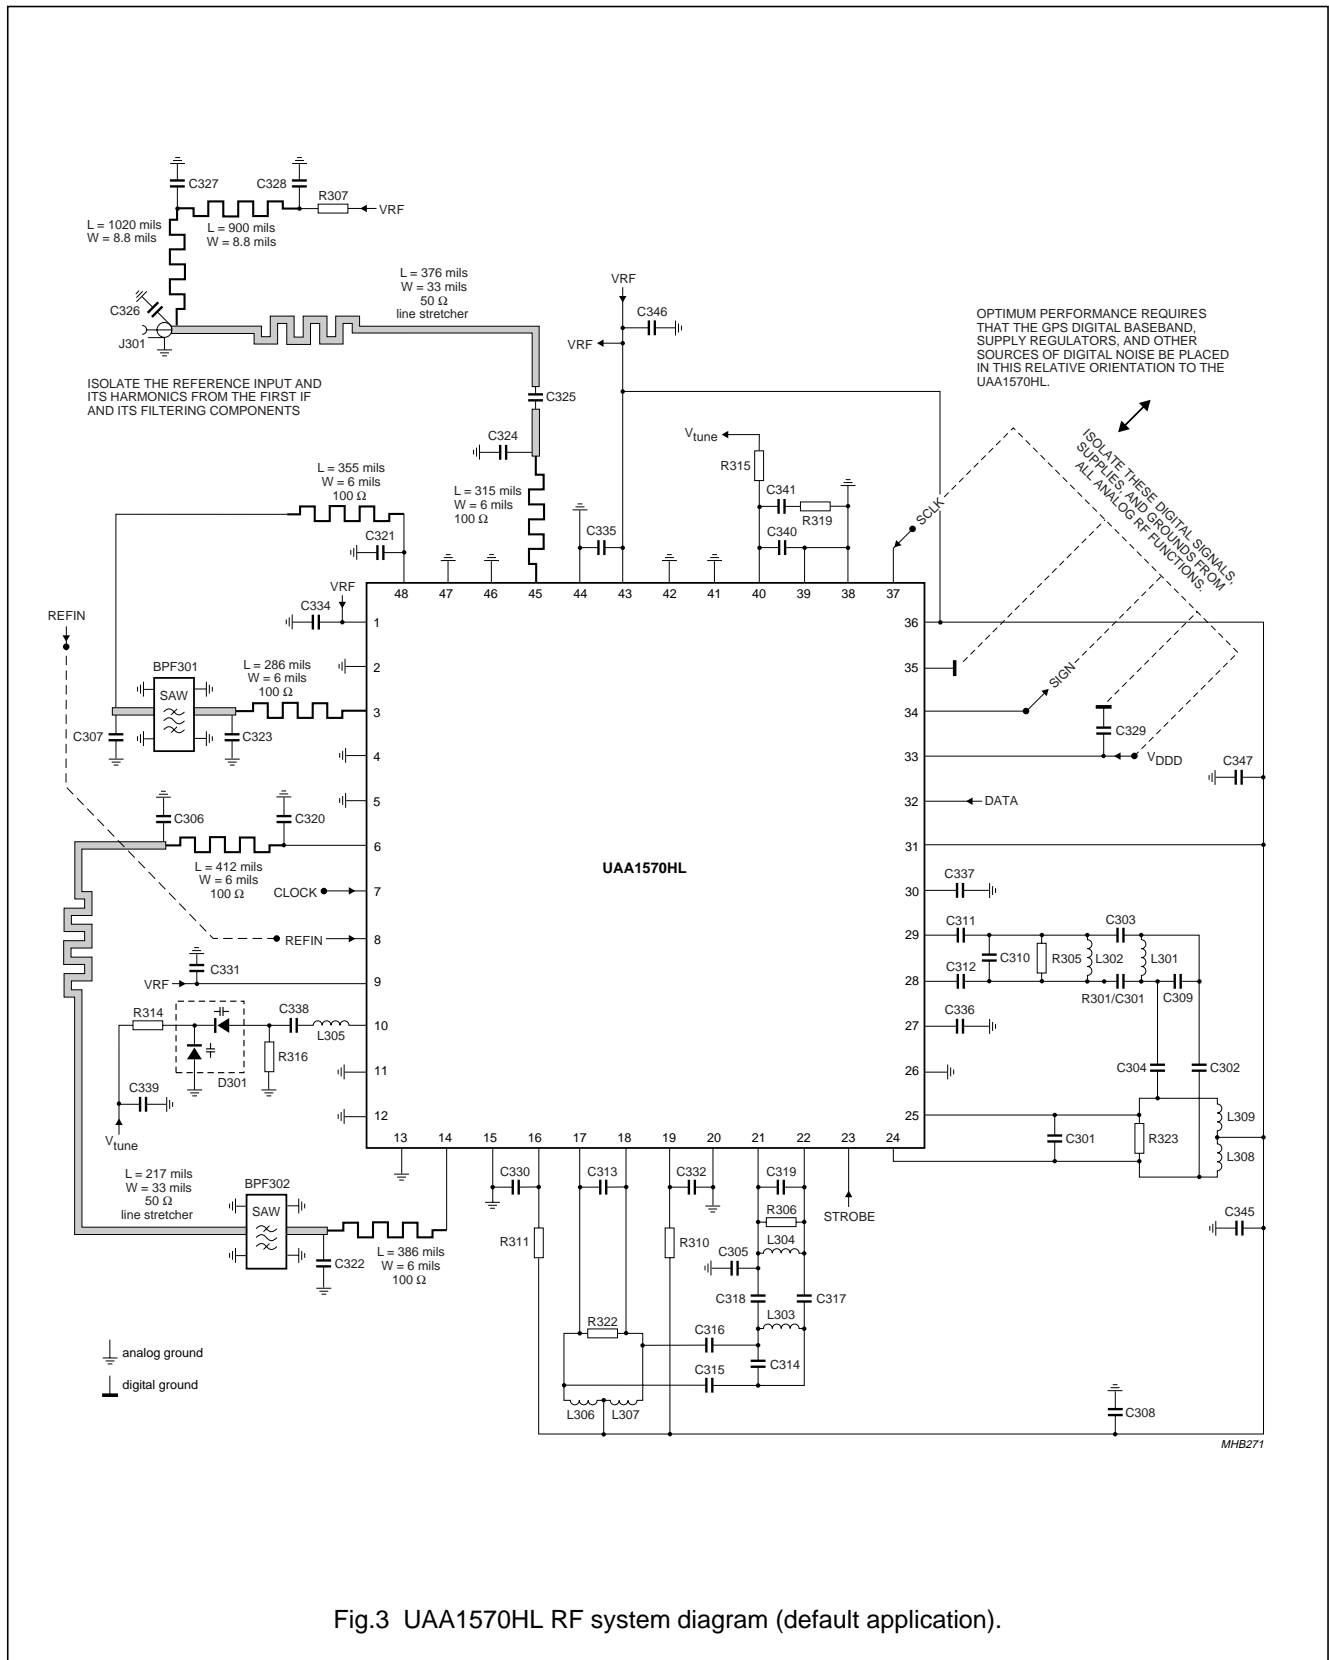 C327
C328
R307
VRF
L = 1020 mils
W = 8.8 mils
L = 900 mils
W = 8.8 mils
L = 376 mils
W = 33 mils
50 Ω
line stretcher
C326
J301
VRF
C346
VRF
OPTIMUM PERFORMANCE REQUIRES
THAT THE GPS DIGITAL BASEBAND,
SUPPLY REGULATORS, AND OTHER
SOURCES OF DIGITAL NOISE BE PLACED
IN THIS RELATIVE ORIENTATION TO THE
UAA1570HL.
ISOLATE THE REFERENCE INPUT AND
ITS HARMONICS FROM THE FIRST IF
AND ITS FILTERING COMPONENTS
C325
C324
Vtune
R315
ISOLATE THESE DIGITAL SIGNALS,
SUPPLIES, AND GROUNDS FROM
ALL ANALOG RF FUNCTIONS.
L = 355 mils
W = 6 mils
100 Ω
L = 315 mils
W = 6 mils
100 Ω
C341
R319
SCLK
C321
C335
C340
48
47
46
45
44
43
42
41
40
39
38
37
VRF
C334
1
36
REFIN
2
35
BPF301
SAW
L = 286 mils
W = 6 mils
100 Ω
SIGN
3
34
C307
C323
C329
4
33
VDDD
C347
5
32
DATA
C306
C320
6
31
L = 412 mils
W = 6 mils
100 Ω
UAA1570HL
CLOCK
7
30
C337
REFIN
8
29
C311
C303
C310
R305
L302
L301
C331
VRF
9
28
C312
R301/C301
C309
R314
C338
L305
10
27
C336
R316
D301
C339
11
26
C304
C302
Vtune
12
25
L309
C301
R323
L308
13
14
15
16
17
18
19
20
21
22
23
24
L = 217 mils
W = 33 mils
50 Ω
line stretcher
BPF302
SAW
C330
C313
C332
C319
STROBE
R306
C345
C322
L = 386 mils
W = 6 mils
100 Ω
R311
R310
L304
C305
C318
C317
L303
R322
C316
C314
C315
L306
L307
analog ground
digital ground
C308
MHB271
Fig.3 UAA1570HL RF system diagram (default application).